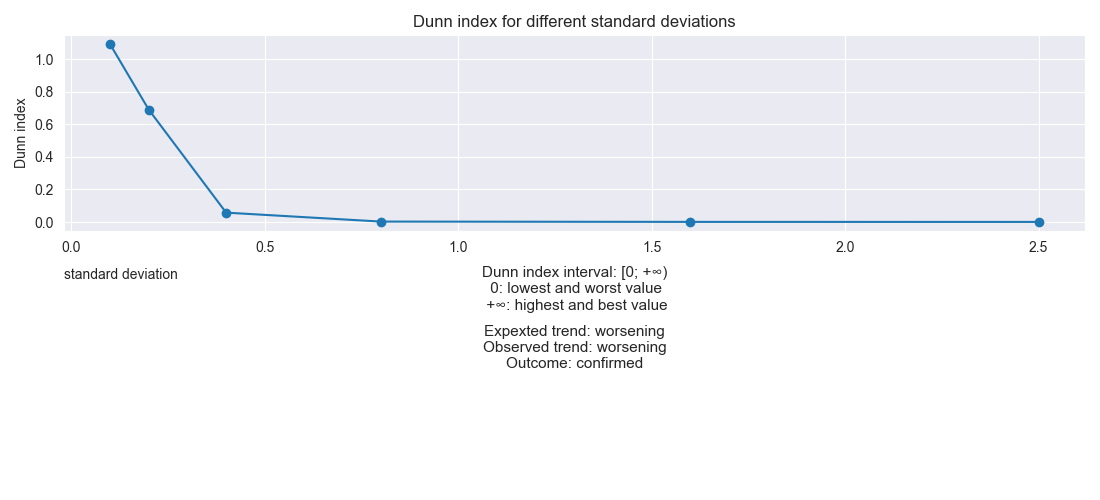 Dunn index for different standard deviations
Dunn index
1.0
0.8
0.6
0.4
0.2
0.0
0.0 0.5 1.0 1.5 2.0 2.5
standard deviation
Dunn index interval: [0; +∞)
0: lowest and worst value
+∞: highest and best value
Expexted trend: worsening
Observed trend: worsening
Outcome: confirmed